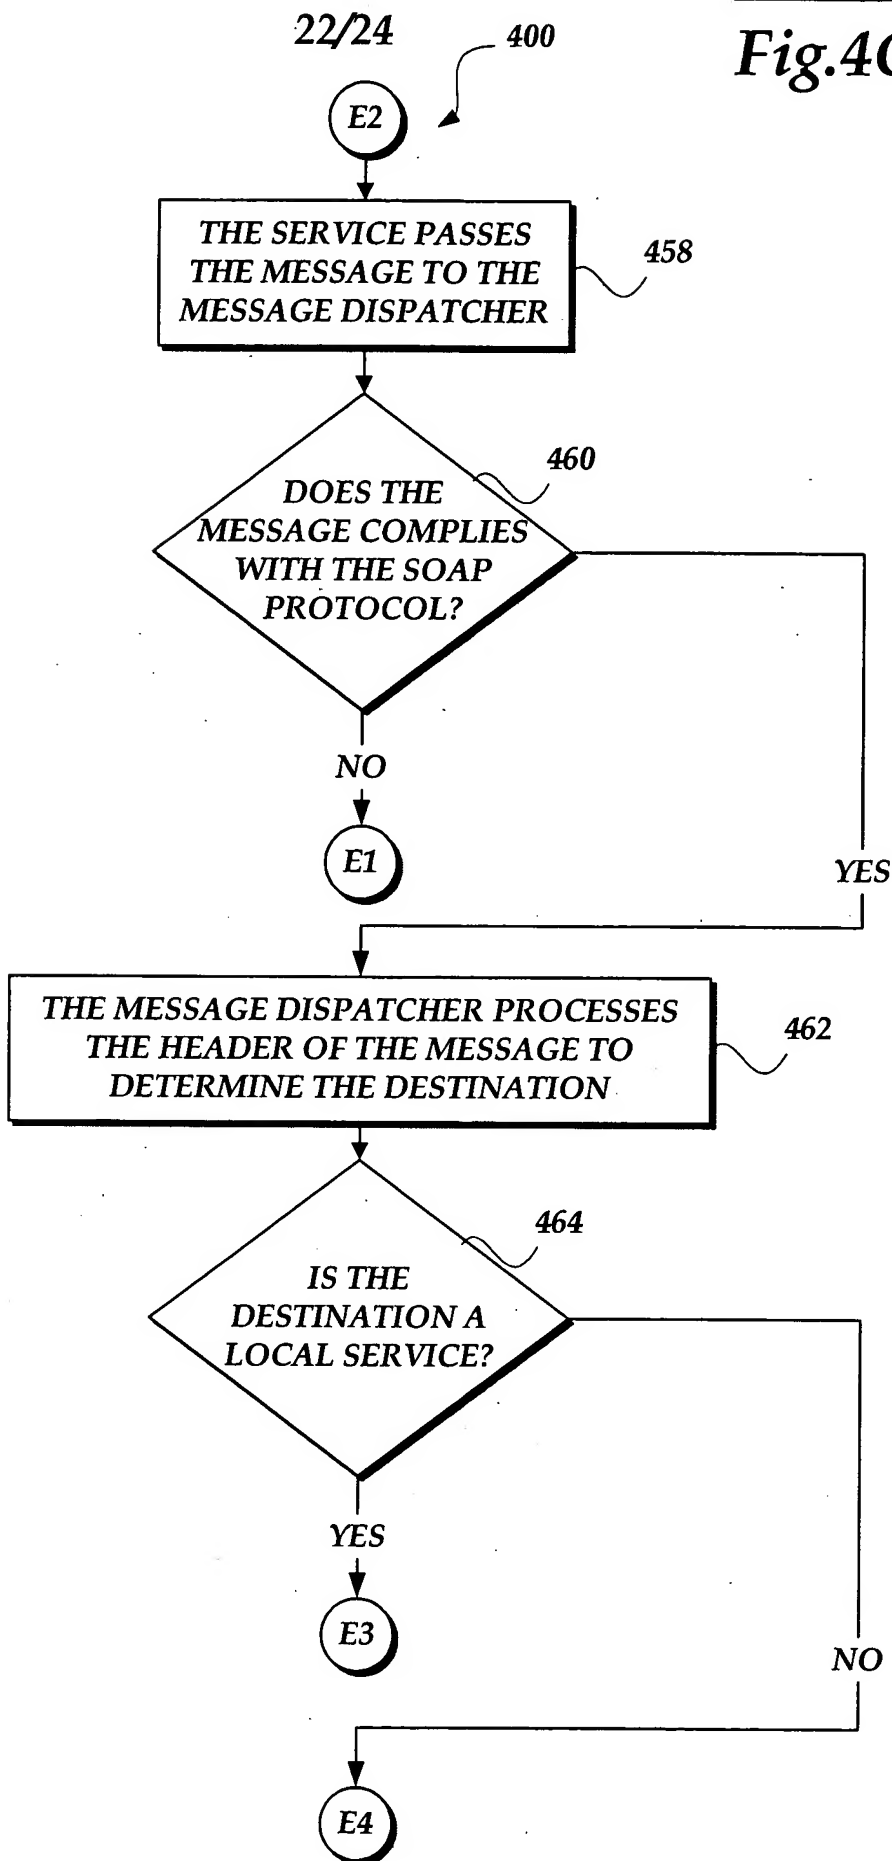 22/24
400
Fig.4
E2
THE SERVICE PASSES
THE MESSAGE TO THE
MESSAGE DISPATCHER
458
460
DOES THE
MESSAGE COMPLIES
WITH THE SOAP
PROTOCOL?
NO
E1
YES
THE MESSAGE DISPATCHER PROCESSES
THE HEADER OF THE MESSAGE TO
DETERMINE THE DESTINATION
462
464
IS THE
DESTINATION A
LOCAL SERVICE?
YES
E3
NO
E4